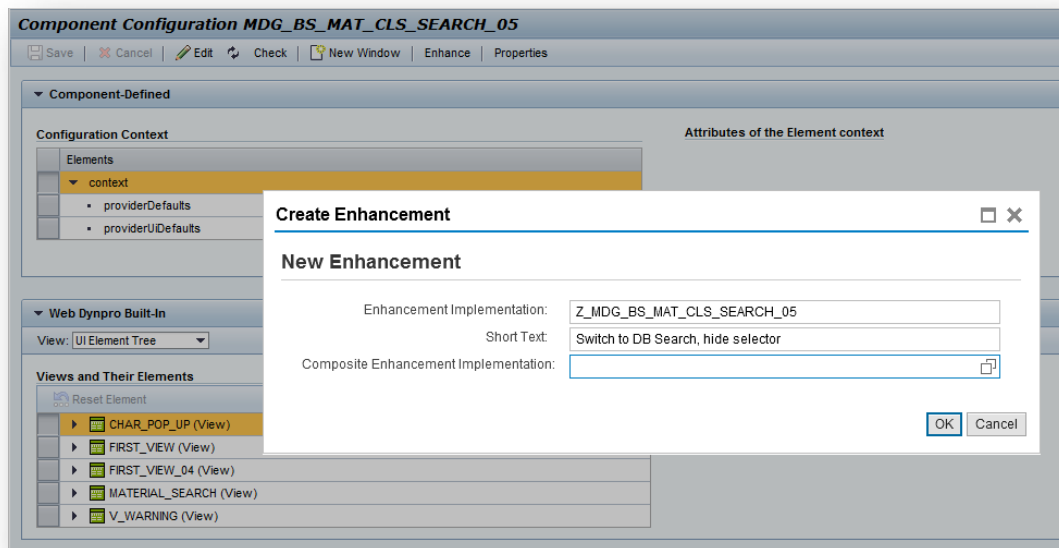 Component Configuration MDG_BS_MAT_CLS_SEARCH_05
Save Cancel Edit Check New Window Enhance Properties
Component-Defined
Configuration Context
Attributes of the Element context
Elements
context
providerDefaults
providerUiDefaults
Create Enhancement
New Enhancement
Enhancement Implementation: Z_MDG_BS_MAT_CLS_SEARCH_05
Short Text: Switch to DB Search, hide selector
Composite Enhancement Implementation:
OK Cancel
Web Dynpro Built-In
View: UI Element Tree
Views and Their Elements
Reset Element
CHAR_POP_UP (View)
FIRST_VIEW (View)
FIRST_VIEW_04 (View)
MATERIAL_SEARCH (View)
V_WARNING (View)